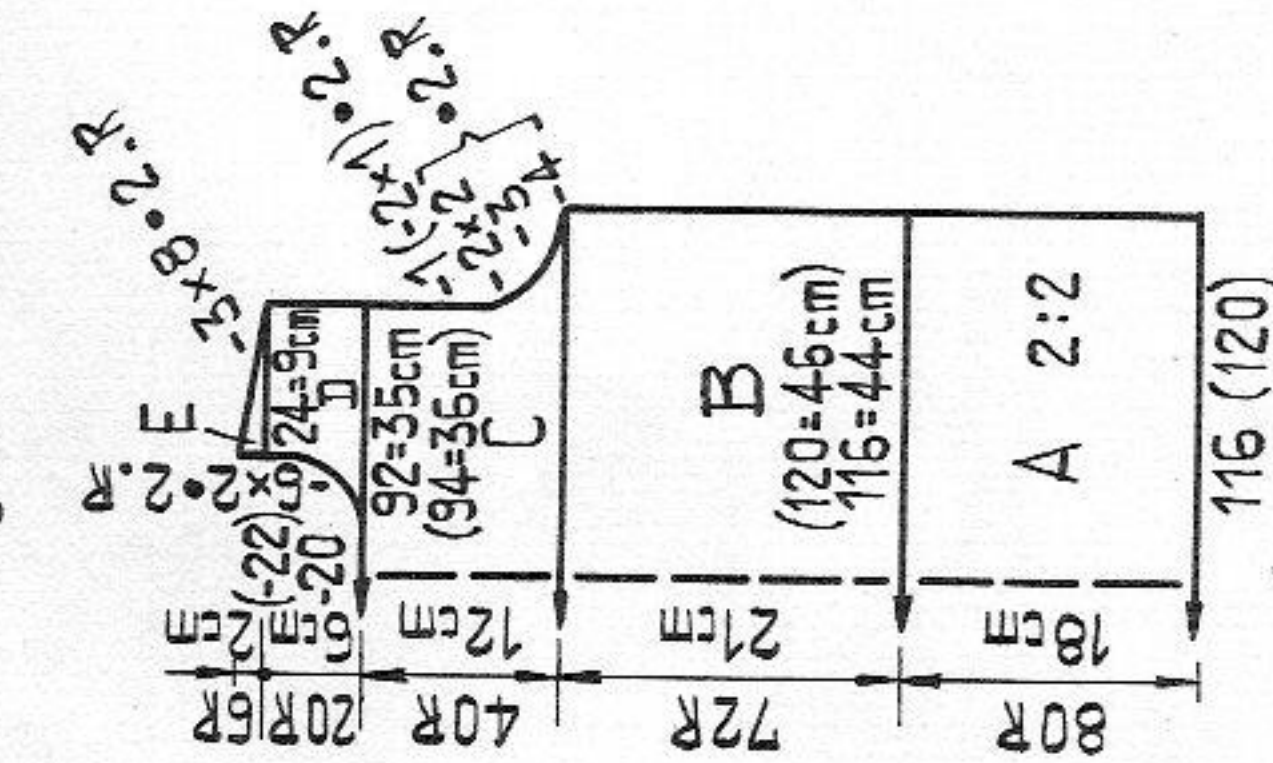 -3×8•2.R
-1(-2×1)•2.R
-2×2
-3
-4
•2.R
E
-6×2•2.R
24=9cm
D
(-22)
-20
92=35cm
(94=36cm)
C
B
(120=46cm)
116=44cm
A 2:2
116 (120)
6R 2cm
20R 6cm
40R 12cm
72R 21cm
80R 18cm